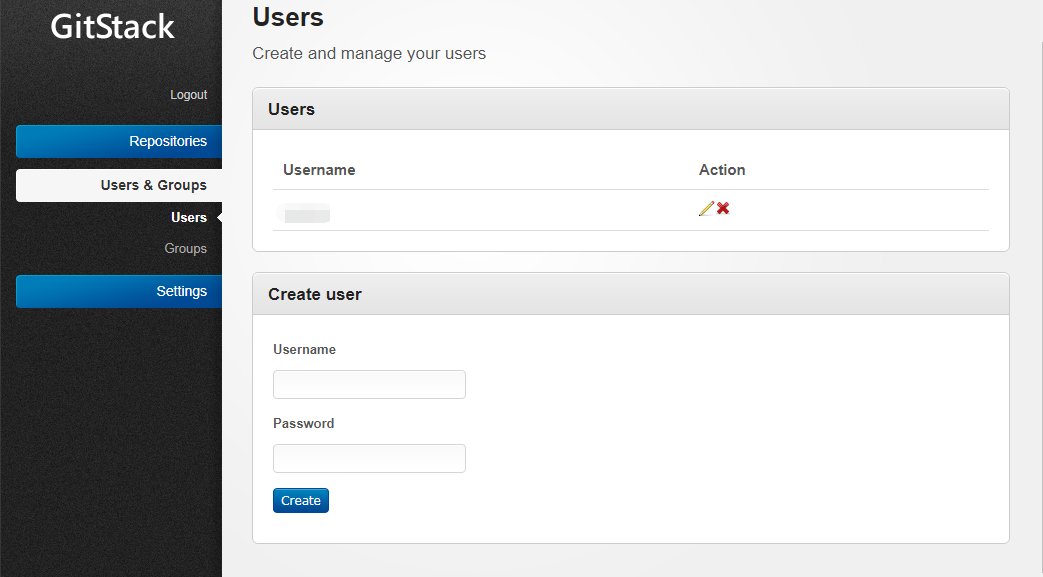 GitStack
Logout
Repositories
Users & Groups
Users
Groups
Settings
Users
Create and manage your users
Users
Username Action
Create user
Username
Password
Create